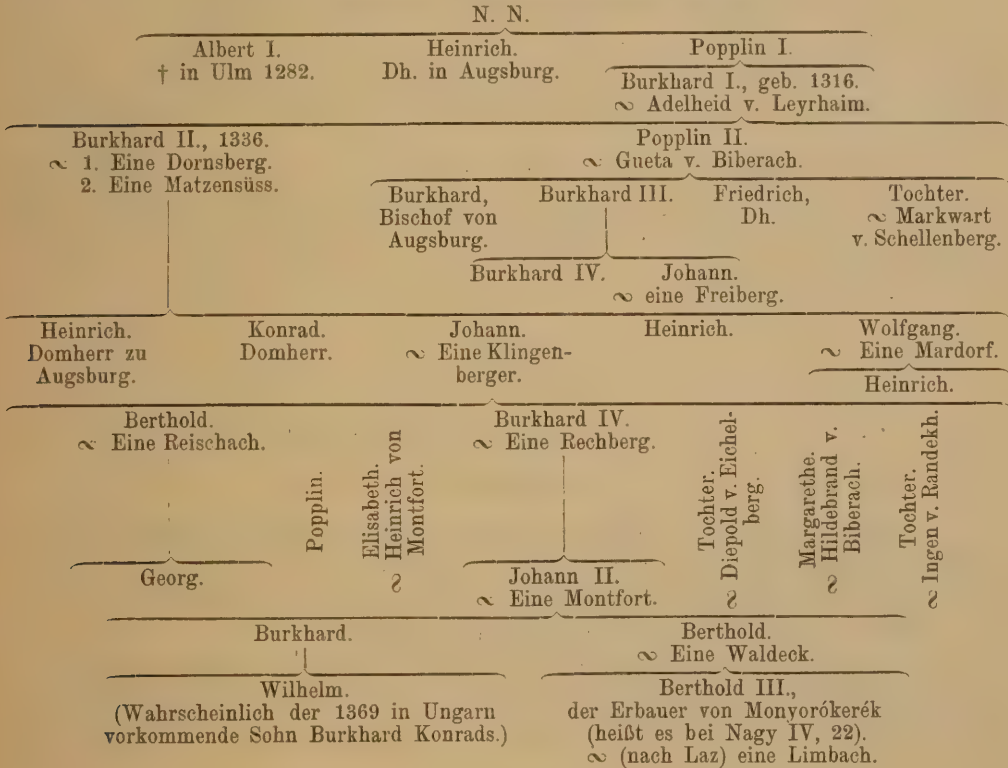 N. N.
Albert I.
† in Ulm 1282.
Heinrich.
Dh. in Augsburg.
Popplin I.
Burkhard I., geb. 1316.
∾ Adelheid v. Leyrhaim.
Burkhard II., 1336.
∾ 1. Eine Dornsberg.
2. Eine Matzensüss.
Popplin II.
∾ Gueta v. Biberach.
Burkhard,
Bischof von
Augsburg.
Burkhard III.
Friedrich,
Dh.
Tochter.
∾ Markwart
v. Schellenberg.
Burkhard IV.
Johann.
∾ eine Freiberg.
Heinrich.
Domherr zu
Augsburg.
Konrad.
Domherr.
Johann.
∾ Eine Klingen-
berger.
Heinrich.
Wolfgang.
∾ Eine Mardorf.
Heinrich.
Berthold.
∾ Eine Reischach.
Popplin.
Elisabeth.
∾ Heinrich von
Montfort.
Burkhard IV.
∾ Eine Rechberg.
Tochter.
∾ Diepold v. Eichel-
berg.
Margarethe.
∾ Hildebrand v.
Biberach.
Tochter.
∾ Ingen v. Randekh.
Georg.
Johann II.
∾ Eine Montfort.
Burkhard.
Berthold.
∾ Eine Waldeck.
Wilhelm.
(Wahrscheinlich der 1369 in Ungarn
vorkommende Sohn Burkhard Konrads.)
Berthold III.,
der Erbauer von Monyorókerék
(heißt es bei Nagy IV, 22).
∾ (nach Laz) eine Limbach.